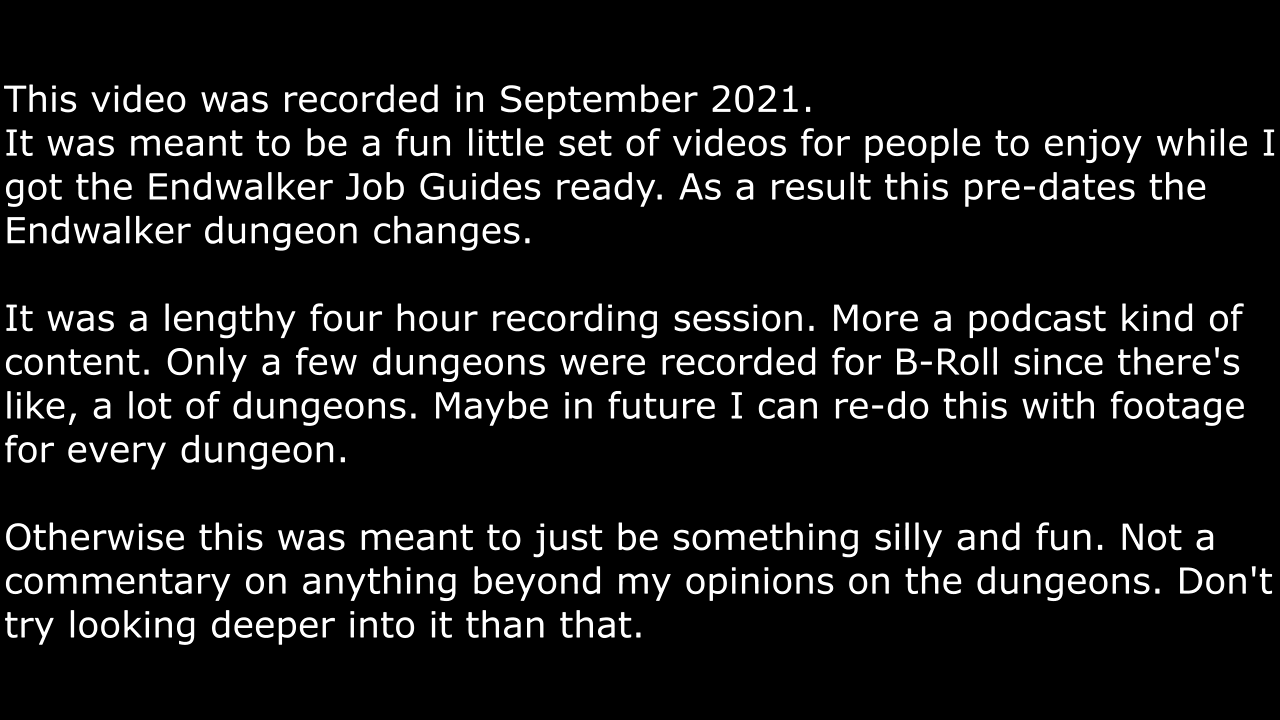 This video was recorded in September 2021.
It was meant to be a fun little set of videos for people to enjoy while I
got the Endwalker Job Guides ready. As a result this pre-dates the
Endwalker dungeon changes.
It was a lengthy four hour recording session. More a podcast kind of
content. Only a few dungeons were recorded for B-Roll since there's
like, a lot of dungeons. Maybe in future I can re-do this with footage
for every dungeon.
Otherwise this was meant to just be something silly and fun. Not a
commentary on anything beyond my opinions on the dungeons. Don't
try looking deeper into it than that.